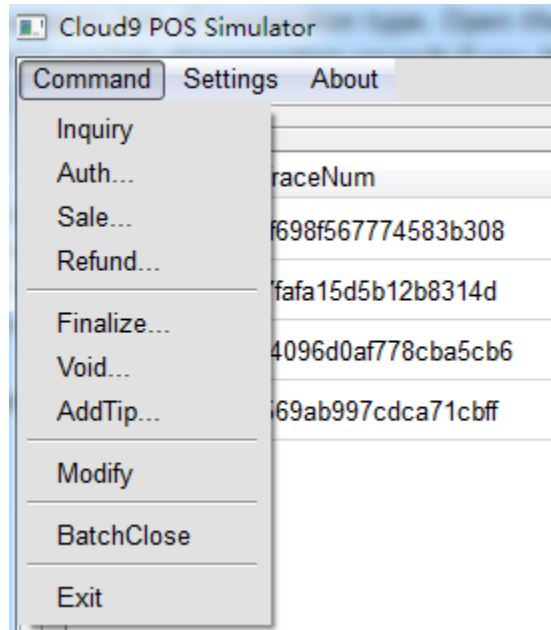 Cloud9 POS Simulator
Command Settings About
Inquiry
Auth...
raceNum
Sale...
f698f567774583b308
Refund...
fafa15d5b12b8314d
Finalize...
4096d0af778cba5cb6
Void...
AddTip...
69ab997cdca71cbff
Modify
BatchClose
Exit